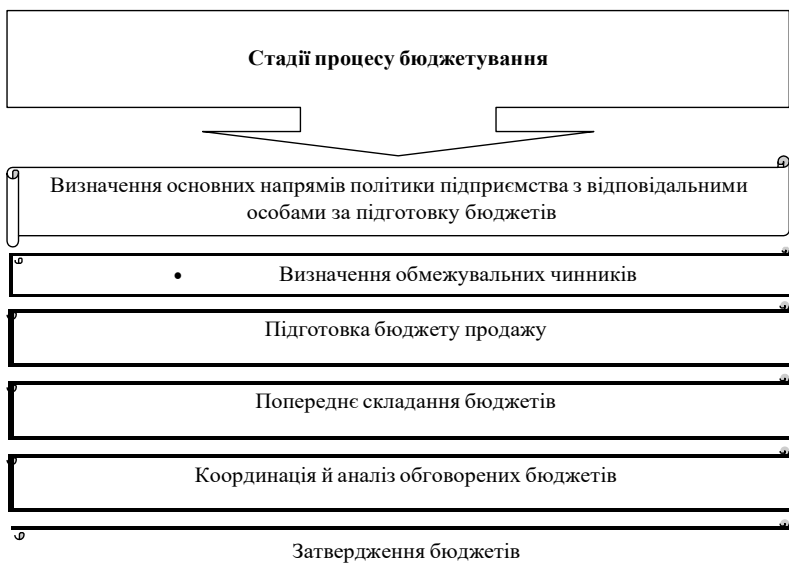 Стадії процесу бюджетування
Визначення основних напрямів політики підприємства з відповідальними
особами за підготовку бюджетів
• Визначення обмежувальних чинників
Підготовка бюджету продажу
Попереднє складання бюджетів
Координація й аналіз обговорених бюджетів
Затвердження бюджетів